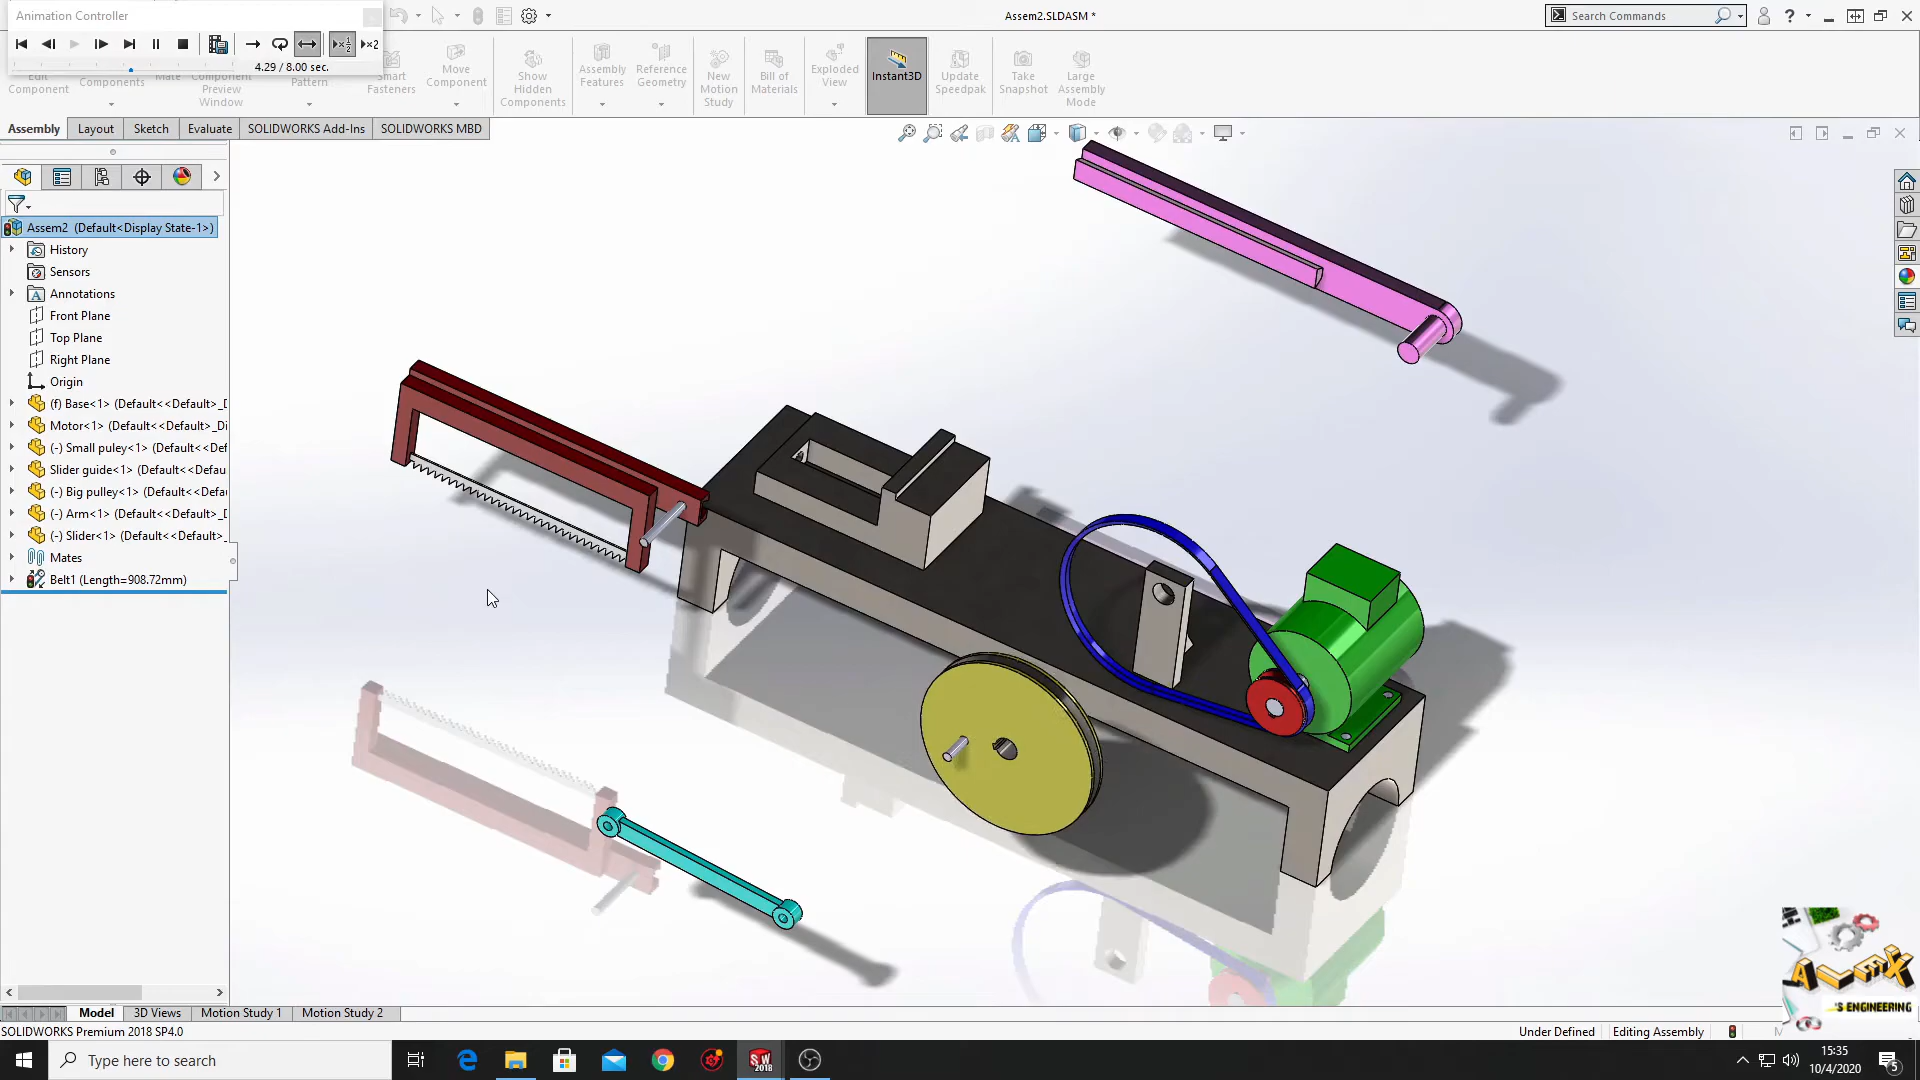 Animation Controller
Assem2.SLDASM *
Search Commands
4.29 / 8.00 sec.
Edit Component
Components
Mate
Component Preview Window
Pattern
Smart Fasteners
Move Component
Show Hidden Components
Assembly Features
Reference Geometry
New Motion Study
Bill of Materials
Exploded View
Instant3D
Update Speedpak
Take Snapshot
Large Assembly Mode
Assembly
Layout
Sketch
Evaluate
SOLIDWORKS Add-Ins
SOLIDWORKS MBD
Assem2 (Default<Display State-1>)
History
Sensors
Annotations
Front Plane
Top Plane
Right Plane
Origin
(f) Base<1> (Default<<Default>_D
Motor<1> (Default<<Default>_Di
(-) Small puley<1> (Default<<Def
Slider guide<1> (Default<<Defau
(-) Big pulley<1> (Default<<Defa
(-) Arm<1> (Default<<Default>_D
(-) Slider<1> (Default<<Default>_
Mates
Belt1 (Length=908.72mm)
Model
3D Views
Motion Study 1
Motion Study 2
SOLIDWORKS Premium 2018 SP4.0
Under Defined
Editing Assembly
ALEX
'S ENGINEERING
Type here to search
SW
2018
15:35
10/4/2020
5